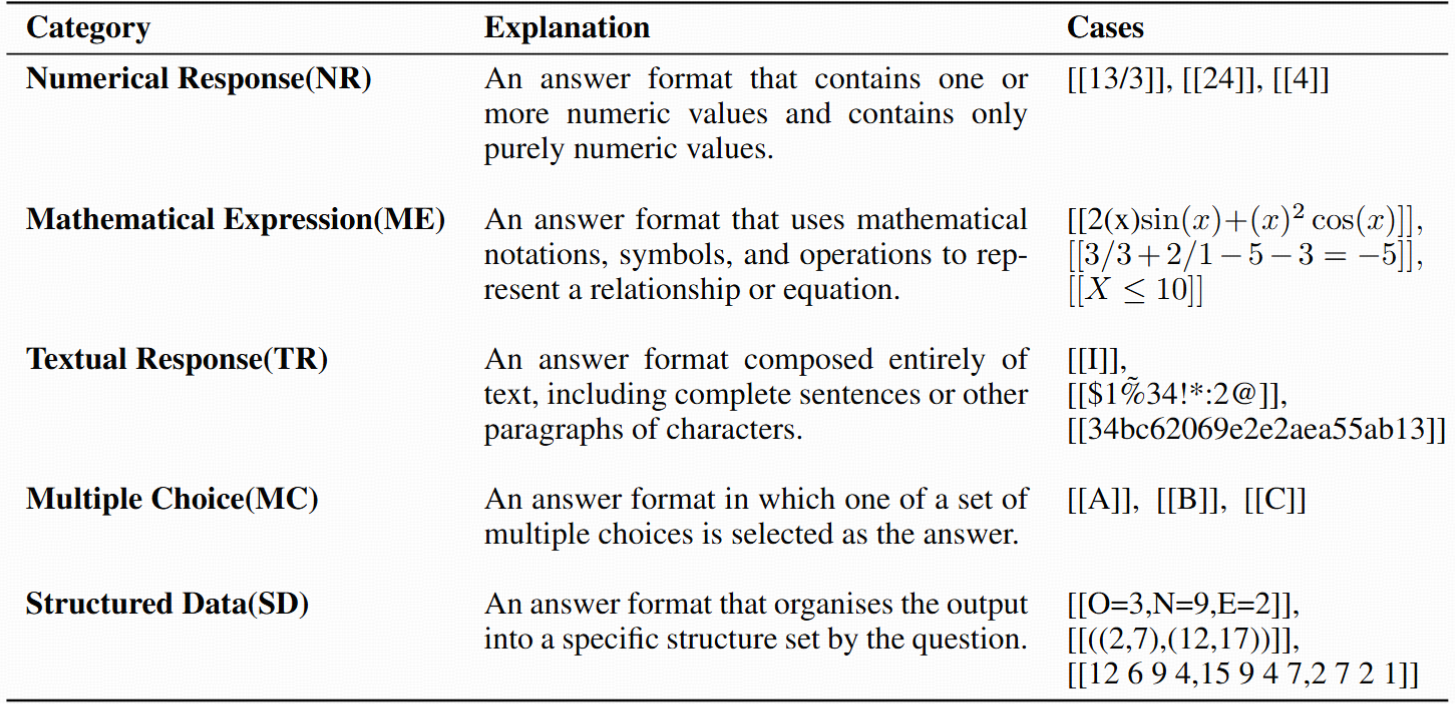 Category Explanation Cases
Numerical Response(NR) An answer format that contains one or [[13/3]], [[24]], [[4]]
more numeric values and contains only
purely numeric values.
Mathematical Expression(ME) An answer format that uses mathematical [[2(x)sin(x)+(x)² cos(x)]],
notations, symbols, and operations to rep- [[3/3 + 2/1 − 5 − 3 = −5]],
resent a relationship or equation. [[X ≤ 10]]
Textual Response(TR) An answer format composed entirely of [[I]],
text, including complete sentences or other [[$1%̃34!*:2@]],
paragraphs of characters. [[34bc62069e2e2aea55ab13]]
Multiple Choice(MC) An answer format in which one of a set of [[A]], [[B]], [[C]]
multiple choices is selected as the answer.
Structured Data(SD) An answer format that organises the output [[O=3,N=9,E=2]],
into a specific structure set by the question. [[((2,7),(12,17))]],
[[12 6 9 4,15 9 4 7,2 7 2 1]]